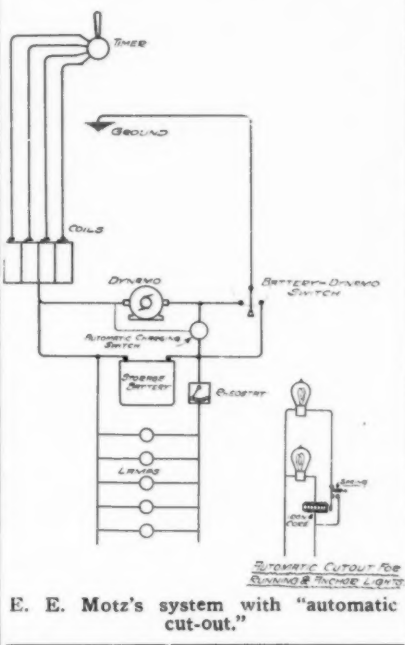 TIMER
GROUND
COILS
DYNAMO
BATTERY-DYNAMO
SWITCH
AUTOMATIC CHARGING
SWITCH
STORAGE
BATTERY
RHEOSTAT
LAMPS
SPRING
IRON
CORE
AUTOMATIC CUTOUT FOR
RUNNING & ANCHOR LIGHTS
E. E. Motz's system with "automatic
cut-out."